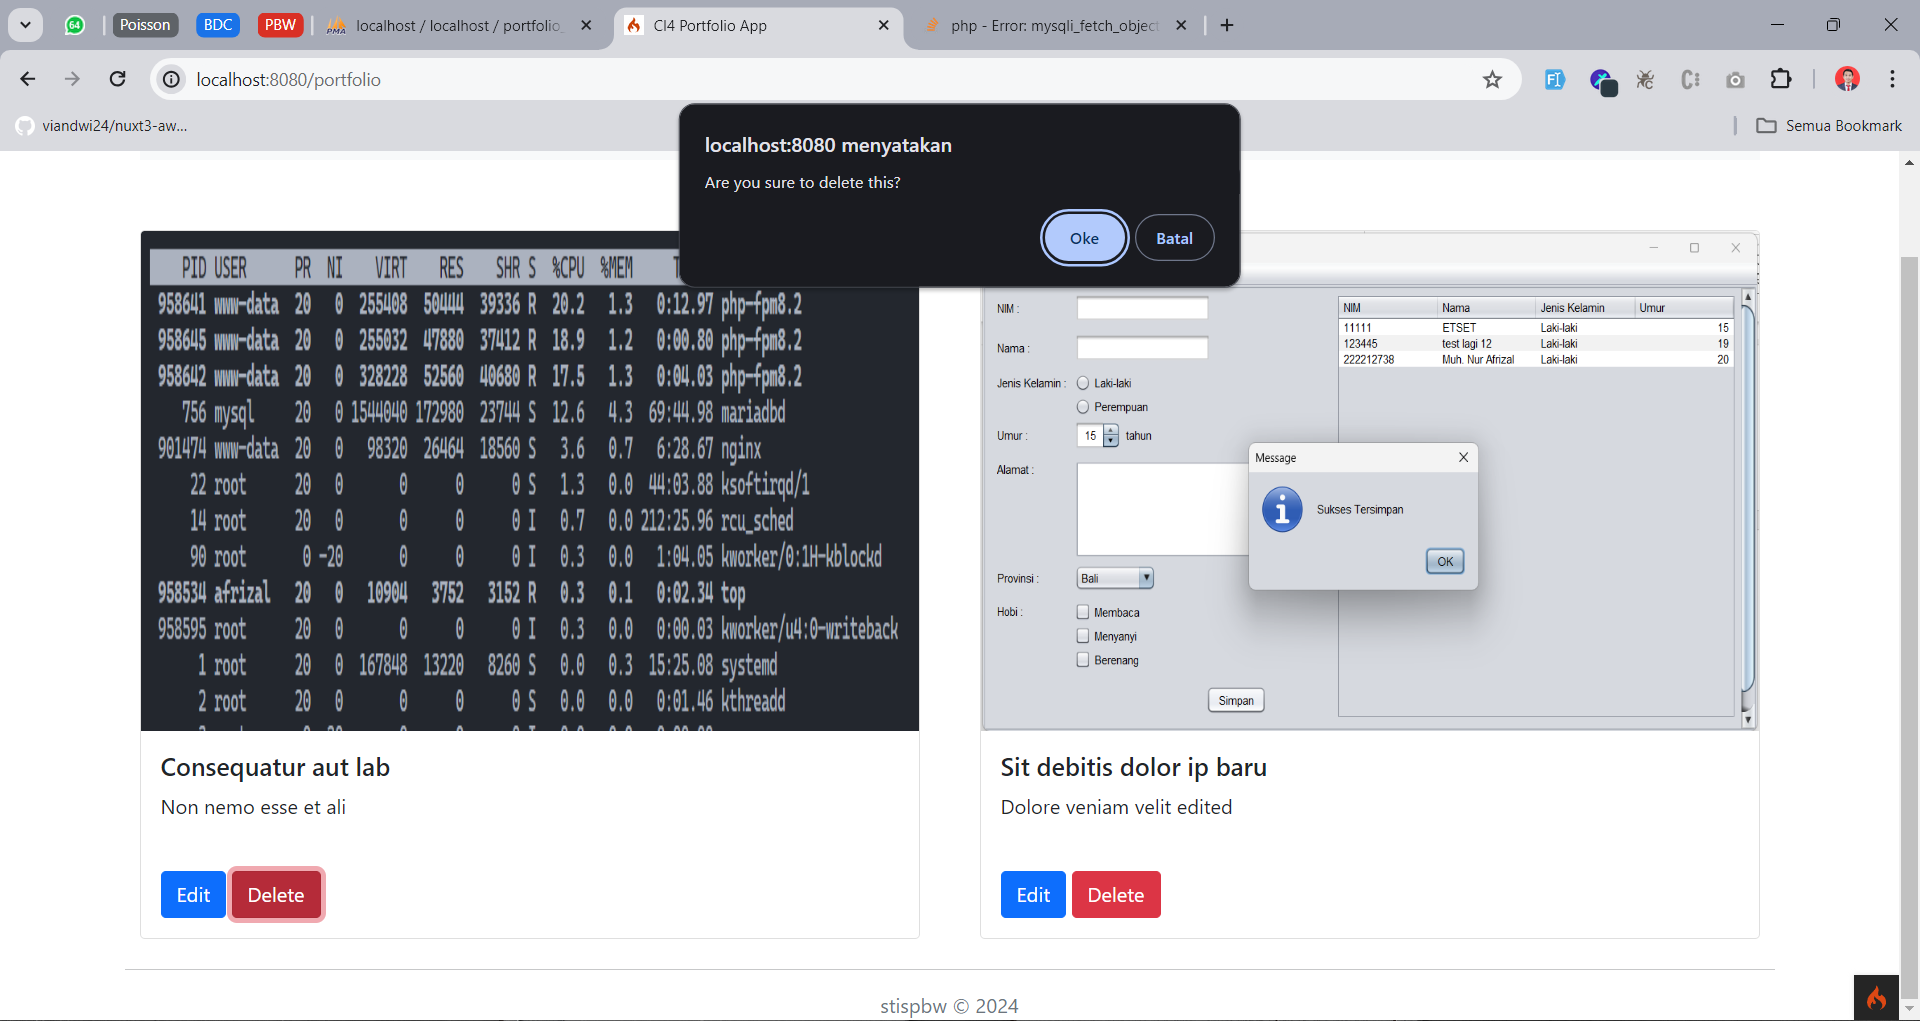 64
Poisson
BDC
PBW
PMA
localhost / localhost / portfolio_
CI4 Portfolio App
php - Error: mysqli_fetch_object
localhost:8080/portfolio
viandwi24/nuxt3-aw...
Semua Bookmark
localhost:8080 menyatakan
Are you sure to delete this?
Oke
Batal
PID USER PR NI VIRT RES SHR S %CPU %MEM T
958641 www-data 20 0 255408 50444 39336 R 20.2 1.3 0:12.97 php-fpm8.2
958645 www-data 20 0 255032 47880 37412 R 18.9 1.2 0:00.80 php-fpm8.2
958642 www-data 20 0 328228 52560 40680 R 17.5 1.3 0:04.03 php-fpm8.2
756 mysql 20 0 1544040 172980 23744 S 12.6 4.3 69:44.98 mariadbd
901474 www-data 20 0 98320 26464 18560 S 3.6 0.7 6:28.67 nginx
22 root 20 0 0 0 0 S 1.3 0.0 44:03.88 ksoftirqd/1
14 root 20 0 0 0 0 I 0.7 0.0 212:25.96 rcu_sched
90 root 0 -20 0 0 0 I 0.3 0.0 1:04.05 kworker/0:1H-kblockd
958534 afrizal 20 0 10904 3752 3152 R 0.3 0.1 0:02.34 top
958595 root 20 0 0 0 0 I 0.3 0.0 0:00.03 kworker/u4:0-writeback
1 root 20 0 167848 13220 8260 S 0.0 0.3 15:25.08 systemd
2 root 20 0 0 0 0 S 0.0 0.0 0:01.46 kthreadd
NIM :
Nama :
Jenis Kelamin : Laki-laki
Perempuan
Umur : 15 tahun
Alamat :
Provinsi : Bali
Hobi : Membaca
Menyanyi
Berenang
Simpan
NIM Nama Jenis Kelamin Umur
11111 ETSET Laki-laki 15
123445 test lagi 12 Laki-laki 19
222212738 Muh. Nur Afrizal Laki-laki 20
Message
Sukses Tersimpan
OK
Consequatur aut lab
Non nemo esse et ali
Edit Delete
Sit debitis dolor ip baru
Dolore veniam velit edited
Edit Delete
stispbw © 2024